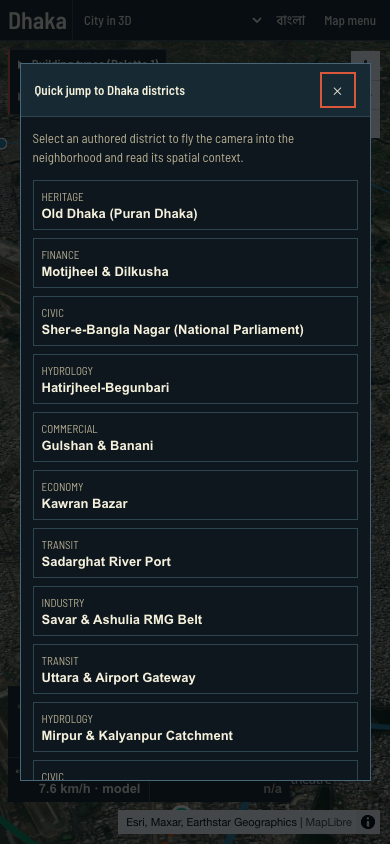 Dhaka
City in 3D
বাংলা
Map menu
Quick jump to Dhaka districts
×
Select an authored district to fly the camera into the
neighborhood and read its spatial context.
HERITAGE
Old Dhaka (Puran Dhaka)
FINANCE
Motijheel & Dilkusha
CIVIC
Sher-e-Bangla Nagar (National Parliament)
HYDROLOGY
Hatirjheel-Begunbari
COMMERCIAL
Gulshan & Banani
ECONOMY
Kawran Bazar
TRANSIT
Sadarghat River Port
INDUSTRY
Savar & Ashulia RMG Belt
TRANSIT
Uttara & Airport Gateway
HYDROLOGY
Mirpur & Kalyanpur Catchment
CIVIC
7.6 km/h · model
n/a
Esri, Maxar, Earthstar Geographics | MapLibre